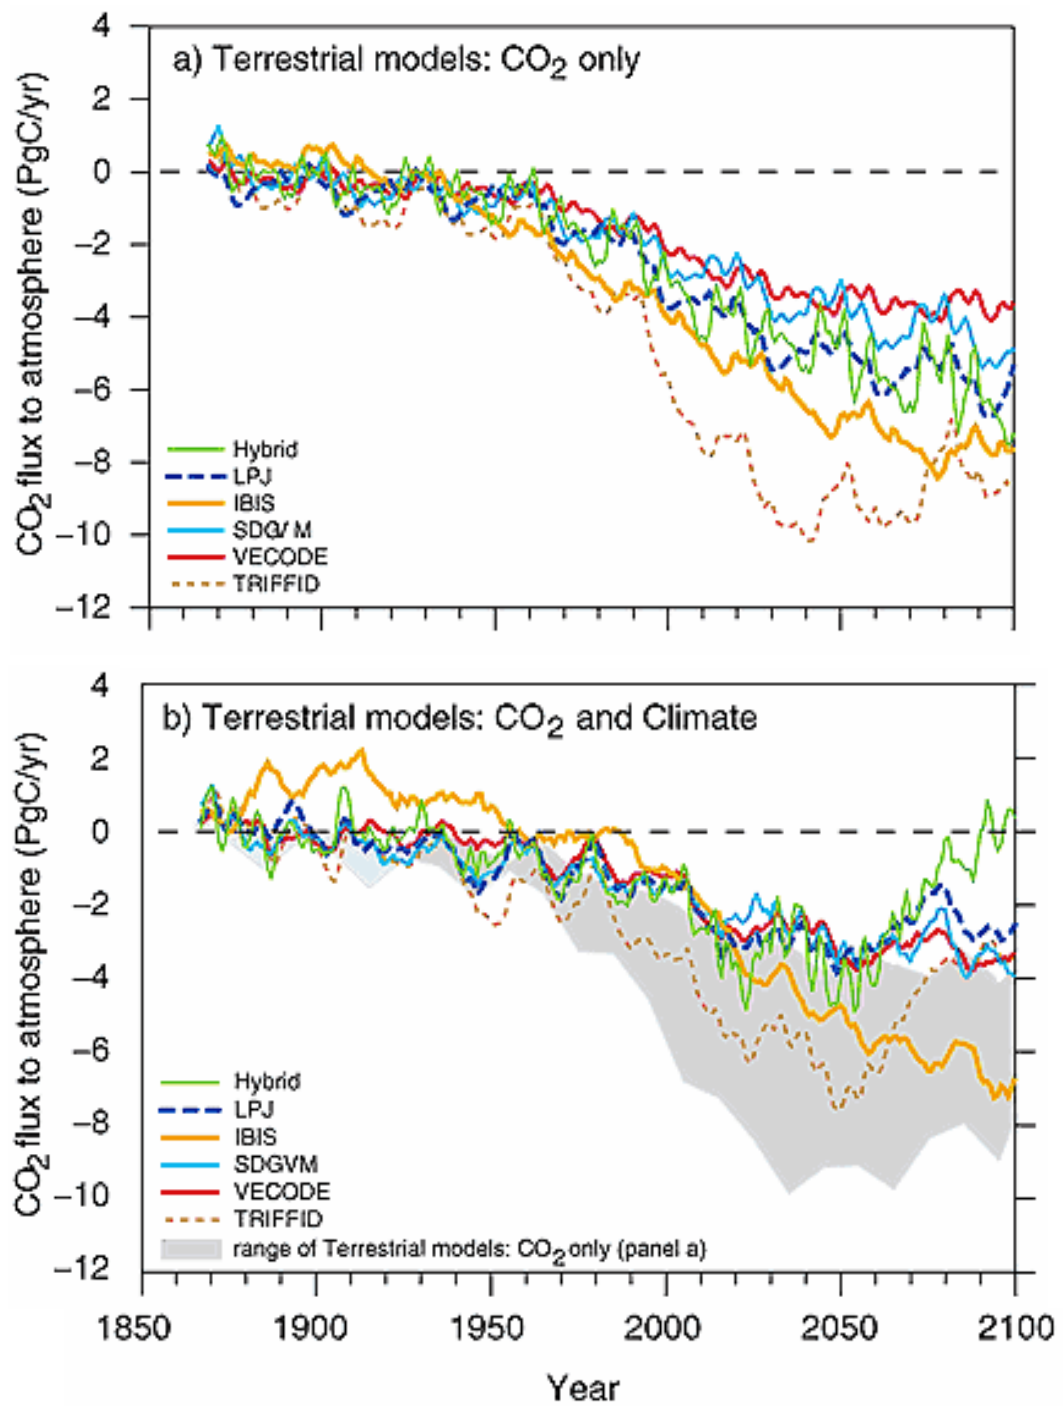 a) Terrestrial models: CO2 only
CO2 flux to atmosphere (PgC/yr)
4
2
0
−2
−4
−6
−8
−10
−12
Hybrid
LPJ
IBIS
SDGVM
VECODE
TRIFFID
b) Terrestrial models: CO2 and Climate
CO2 flux to atmosphere (PgC/yr)
4
2
0
−2
−4
−6
−8
−10
−12
Hybrid
LPJ
IBIS
SDGVM
VECODE
TRIFFID
range of Terrestrial models: CO2 only (panel a)
1850 1900 1950 2000 2050 2100
Year